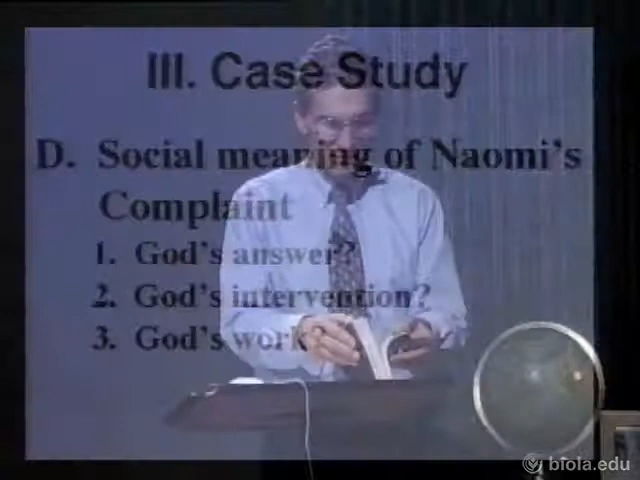 III. Case Study
D. Social meaning of Naomi's
Complaint
1. God's answer?
2. God's intervention?
3. God's work
biola.edu